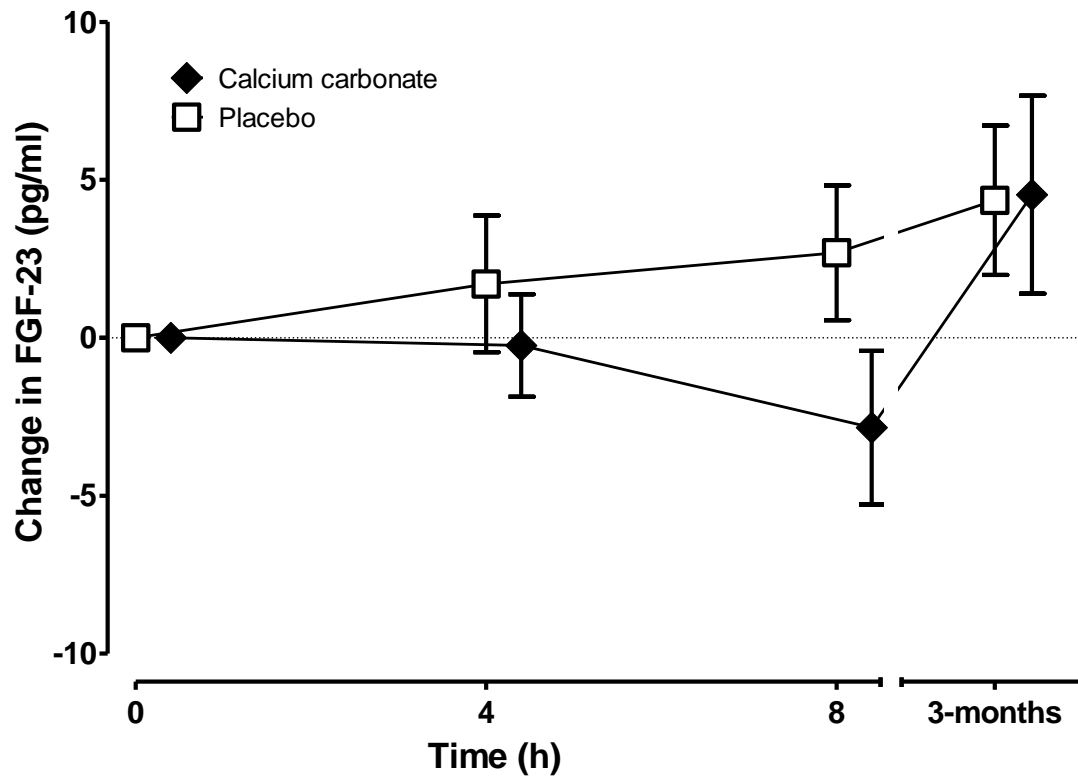 10
Calcium carbonate
Placebo
5
0
-5
-10
Change in FGF-23 (pg/ml)
0 4 8 3-months
Time (h)